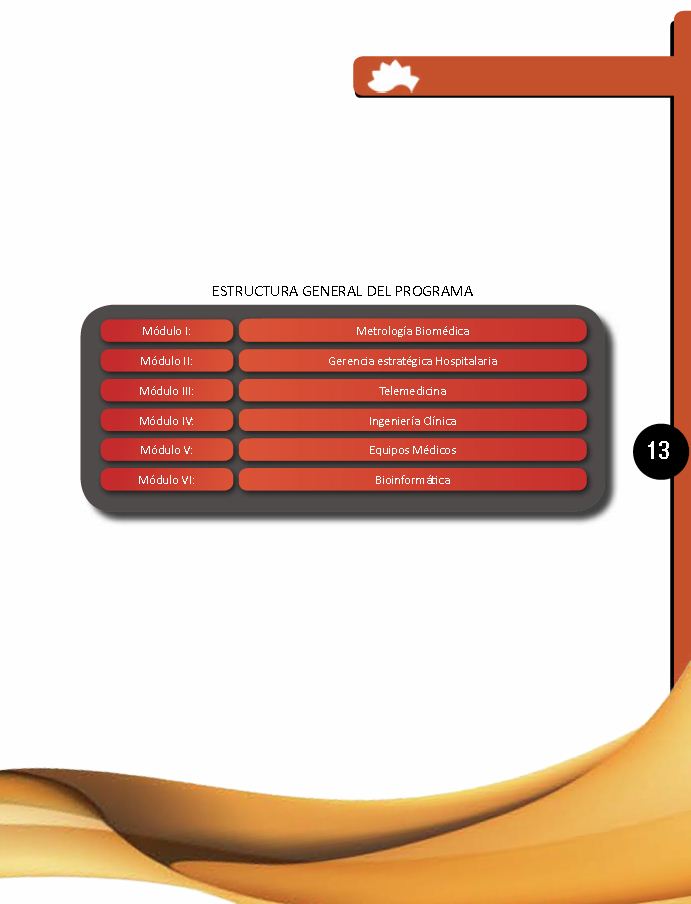 ESTRUCTURA GENERAL DEL PROGRAMA
Módulo I: Metrología Biomédica
Módulo II: Gerencia estratégica Hospitalaria
Módulo III: Telemedicina
Módulo IV: Ingeniería Clínica
Módulo V: Equipos Médicos
Módulo VI: Bioinformática
13